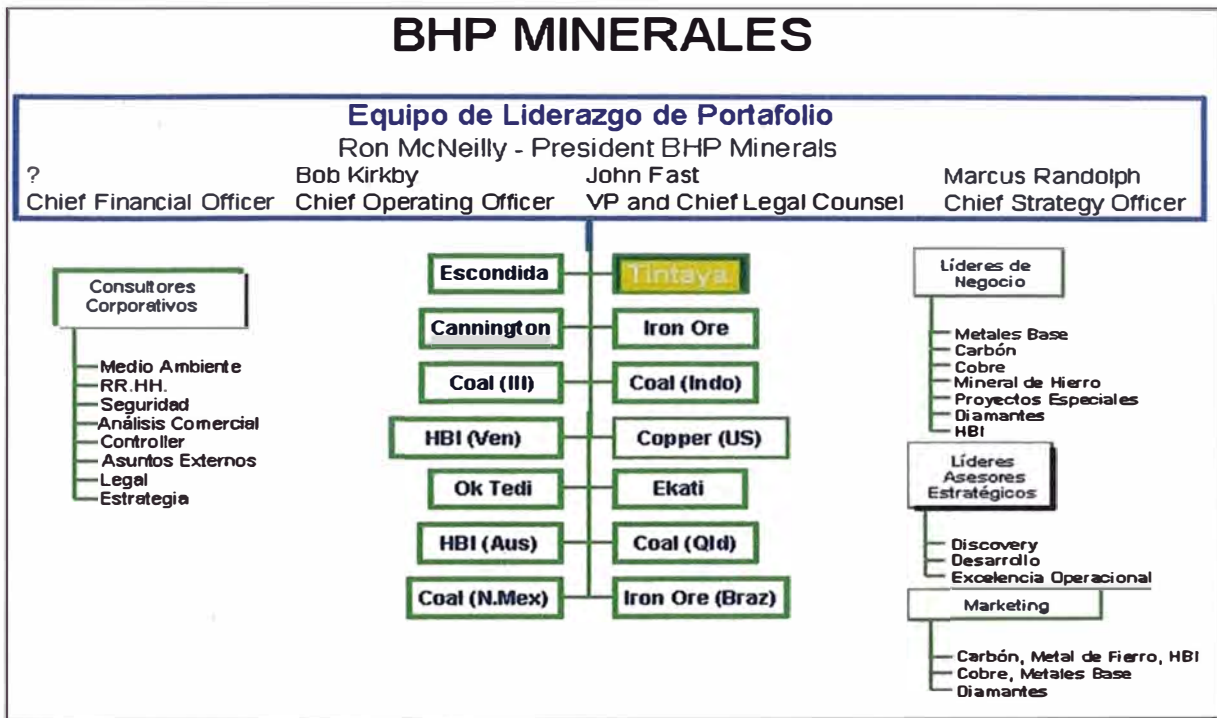 BHP MINERALES
Equipo de Liderazgo de Portafolio
Ron McNeilly - President BHP Minerals
?
Chief Financial Officer
Bob Kirkby
Chief Operating Officer
John Fast
VP and Chief Legal Counsel
Marcus Randolph
Chief Strategy Officer
Consultores
Corporativos
Medio Ambiente
RR.HH.
Seguridad
Análisis Comercial
Controller
Asuntos Externos
Legal
Estrategia
Escondida
Tintaya
Cannington
Iron Ore
Coal (III)
Coal (Indo)
HBI (Ven)
Copper (US)
Ok Tedi
Ekati
HBI (Aus)
Coal (Qld)
Coal (N.Mex)
Iron Ore (Braz)
Líderes de
Negocio
Metales Base
Carbón
Cobre
Mineral de Hierro
Proyectos Especiales
Diamantes
HBI
Líderes
Asesores
Estratégicos
Discovery
Desarrollo
Excelencia Operacional
Marketing
Carbón, Metal de Fierro, HBI
Cobre, Metales Base
Diamantes